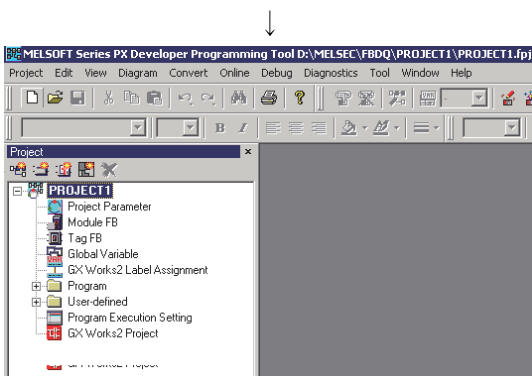 ↓
MELSOFT Series PX Developer Programming Tool D:\MELSEC\FBDQ\PROJECT1\PROJECT1.fpj
Project Edit View Diagram Convert Online Debug Diagnostics Tool Window Help
B I
Project
PROJECT1
Project Parameter
Module FB
Tag FB
Global Variable
GX Works2 Label Assignment
Program
User-defined
Program Execution Setting
GX Works2 Project